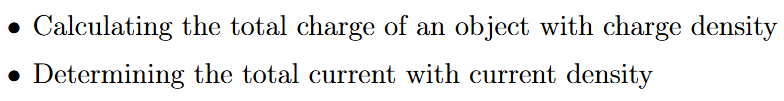 • Calculating the total charge of an object with charge density
• Determining the total current with current density